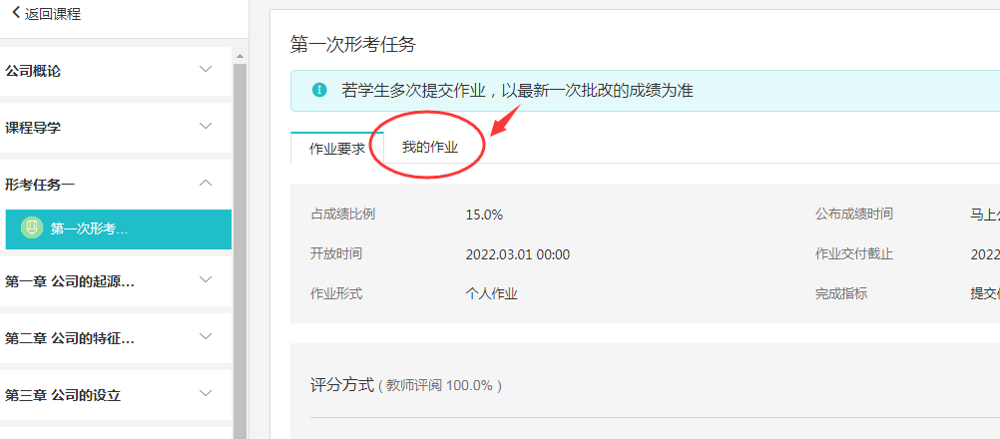 返回课程
公司概论
课程导学
形考任务一
第一次形考...
第一章 公司的起源...
第二章 公司的特征...
第三章 公司的设立
第一次形考任务
若学生多次提交作业，以最新一次批改的成绩为准
作业要求 我的作业
占成绩比例 15.0% 公布成绩时间 马上
开放时间 2022.03.01 00:00 作业交付截止 2022
作业形式 个人作业 完成指标 提交
评分方式 ( 教师评阅 100.0% )